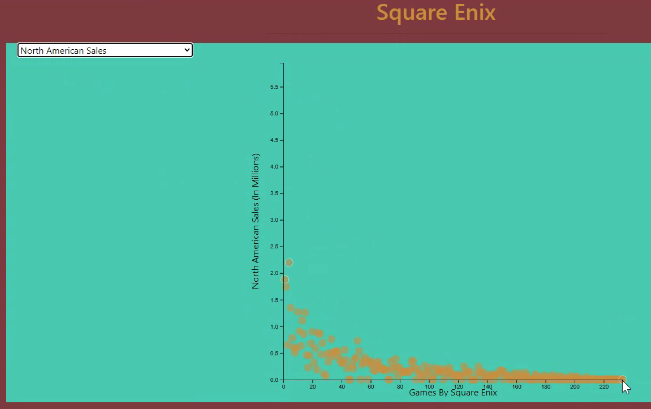 Square Enix
North American Sales
North American Sales (In Millions)
5.5
5.0
4.5
4.0
3.5
3.0
2.5
2.0
1.5
1.0
0.5
0.0
0 20 40 60 80 100 120 140 160 180 200 220
Games By Square Enix